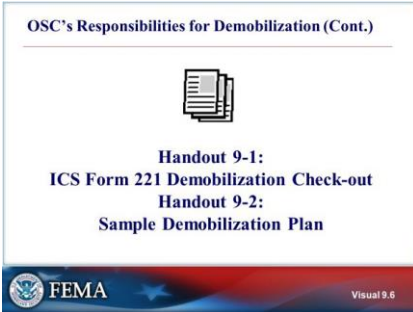 OSC's Responsibilities for Demobilization (Cont.)
Handout 9-1:
ICS Form 221 Demobilization Check-out
Handout 9-2:
Sample Demobilization Plan
FEMA
Visual 9.6